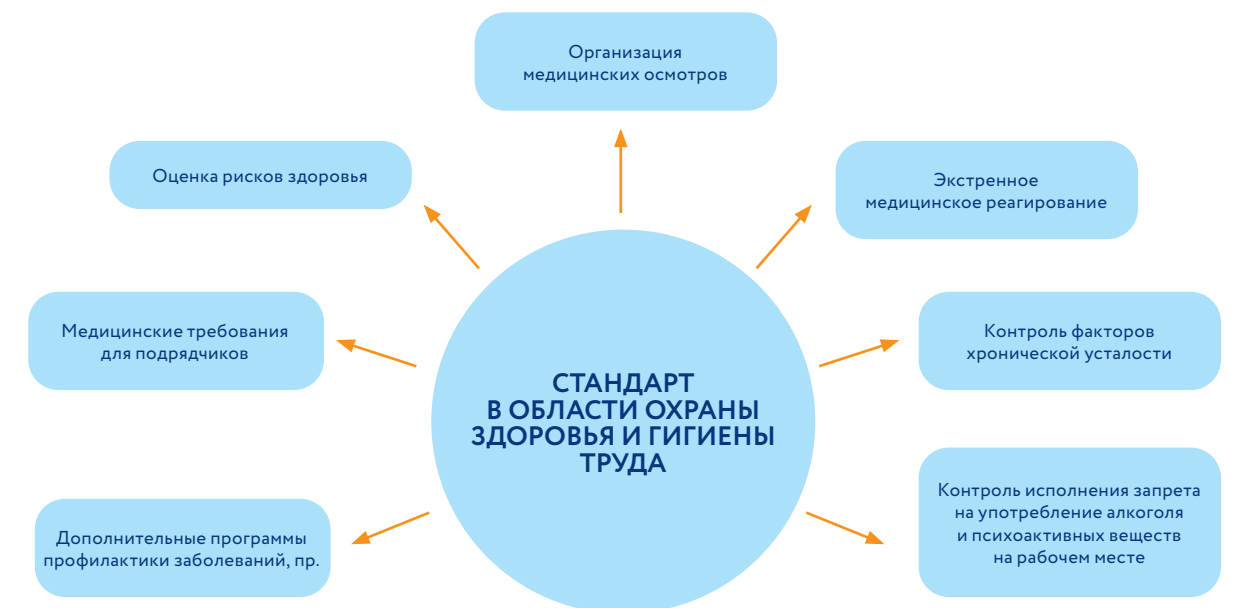 Организация
медицинских осмотров
Оценка рисков здоровья
Экстренное
медицинское реагирование
Медицинские требования
для подрядчиков
Контроль факторов
хронической усталости
СТАНДАРТ
В ОБЛАСТИ ОХРАНЫ
ЗДОРОВЬЯ И ГИГИЕНЫ
ТРУДА
Дополнительные программы
профилактики заболеваний, пр.
Контроль исполнения запрета
на употребление алкоголя
и психоактивных веществ
на рабочем месте